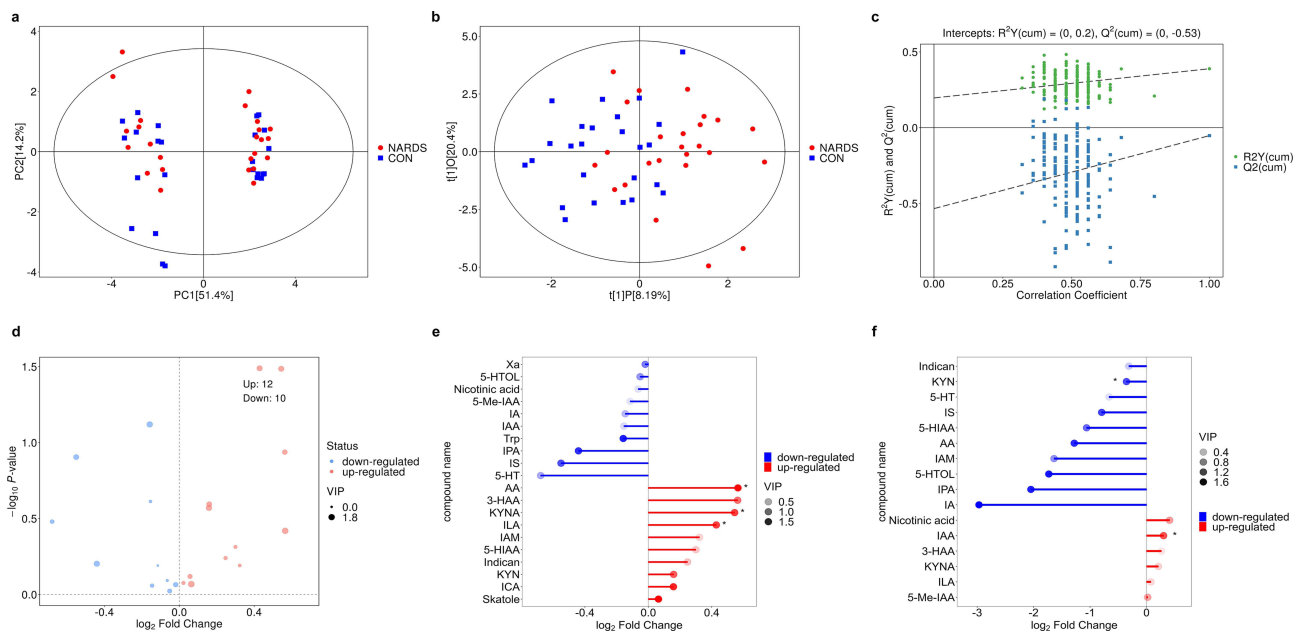 a
4
2
0
-2
-4
PC2[14.2%]
-4
0
4
PC1[51.4%]
NARDS
CON
b
5.0
2.5
0.0
-2.5
-5.0
t[1]O[20.4%]
-2
0
2
t[1]P[8.19%]
NARDS
CON
c
Intercepts: R²Y(cum) = (0, 0.2), Q²(cum) = (0, -0.53)
0.5
0.0
-0.5
R²Y(cum) and Q²(cum)
0.00
0.25
0.50
0.75
1.00
Correlation Coefficient
R2Y(cum)
Q2(cum)
d
1.5
1.0
0.5
0.0
−log₁₀ P-value
Up: 12
Down: 10
-0.4
0.0
0.4
log₂ Fold Change
Status
down-regulated
up-regulated
VIP
0.0
1.8
e
compound name
Xa
5-HTOL
Nicotinic acid
5-Me-IAA
IA
IAA
Trp
IPA
IS
5-HT
AA *
3-HAA
KYNA *
ILA *
IAM
5-HIAA
Indican
KYN
ICA
Skatole
-0.4
0.0
0.4
log₂ Fold Change
down-regulated
up-regulated
VIP
0.5
1.0
1.5
f
compound name
Indican
KYN *
5-HT
IS
5-HIAA
AA
IAM
5-HTOL
IPA
IA
Nicotinic acid
IAA *
3-HAA
KYNA
ILA
5-Me-IAA
-3
-2
-1
0
log₂ Fold Change
VIP
0.4
0.8
1.2
1.6
down-regulated
up-regulated